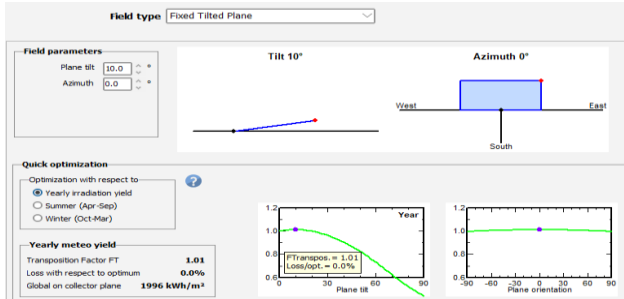 Field type Fixed Tilted Plane
Field parameters
Plane tilt 10.0 °
Azimuth 0.0 °
Tilt 10°
Azimuth 0°
West
East
South
Quick optimization
Optimization with respect to
Yearly irradiation yield
Summer (Apr-Sep)
Winter (Oct-Mar)
?
Yearly meteo yield
Transposition Factor FT 1.01
Loss with respect to optimum 0.0%
Global on collector plane 1996 kWh/m²
1.2
1.0
0.8
0.6
Year
FTranspos. = 1.01
Loss/opt. = 0.0%
0 30 60 90
Plane tilt
1.2
1.0
0.8
0.6
-90 -60 -30 0 30 60 90
Plane orientation